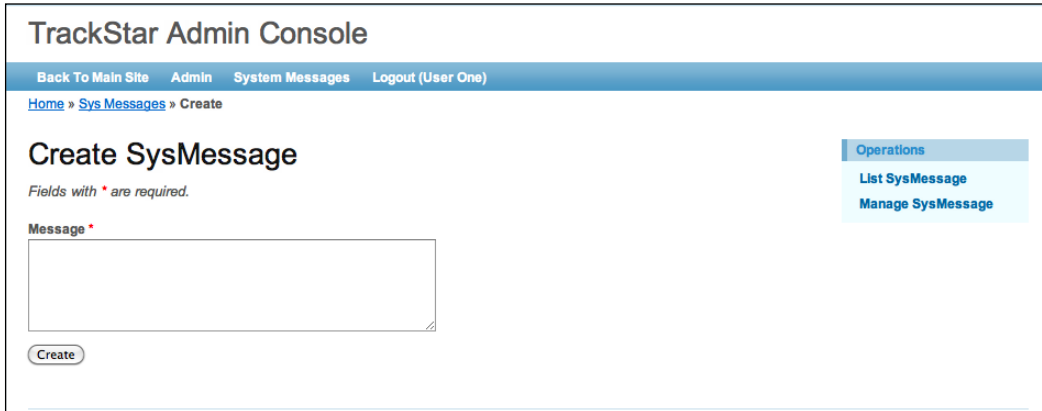 TrackStar Admin Console
Back To Main Site Admin System Messages Logout (User One)
Home » Sys Messages » Create
Create SysMessage
Fields with * are required.
Message *
Create
Operations
List SysMessage
Manage SysMessage